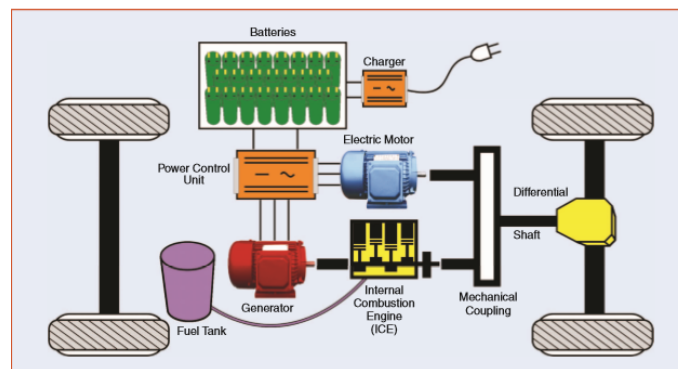 Batteries
Charger
Electric Motor
Power Control
Unit
Differential
Shaft
Generator
Internal
Combustion
Engine
(ICE)
Mechanical
Coupling
Fuel Tank